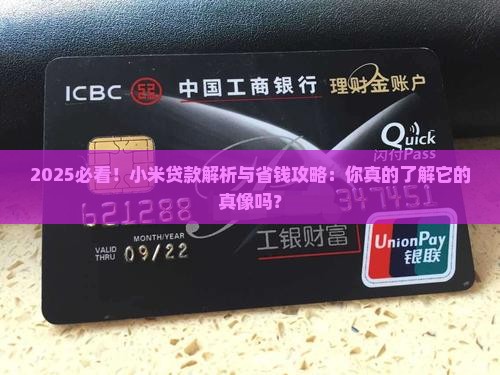 ICBC 中国工商银行 理财金账户
Quick
闪付Pass
2025必看！小米贷款解析与省钱攻略：你真的了解它的
真像吗？
621288
MONTH/YEAR
VALID
THRU 09/22
工银财富
UnionPay
银联